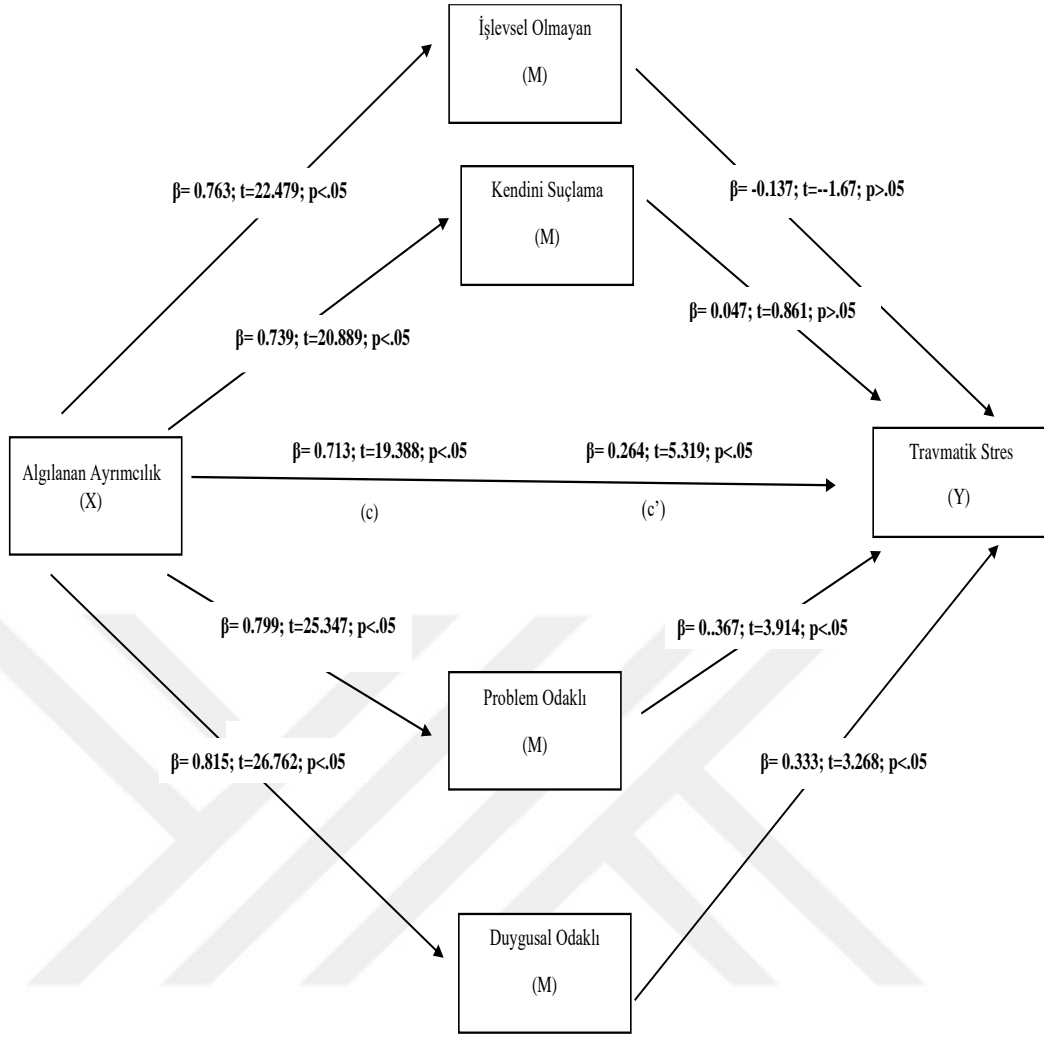 İşlevsel Olmayan
(M)
β= 0.763; t=22.479; p<.05
β= -0.137; t=--1.67; p>.05
Kendini Suçlama
(M)
β= 0.739; t=20.889; p<.05
β= 0.047; t=0.861; p>.05
Algılanan Ayrımcılık
(X)
β= 0.713; t=19.388; p<.05
β= 0.264; t=5.319; p<.05
(c)
(c’)
Travmatik Stres
(Y)
β= 0.799; t=25.347; p<.05
β= 0..367; t=3.914; p<.05
Problem Odaklı
(M)
β= 0.815; t=26.762; p<.05
β= 0.333; t=3.268; p<.05
Duygusal Odaklı
(M)